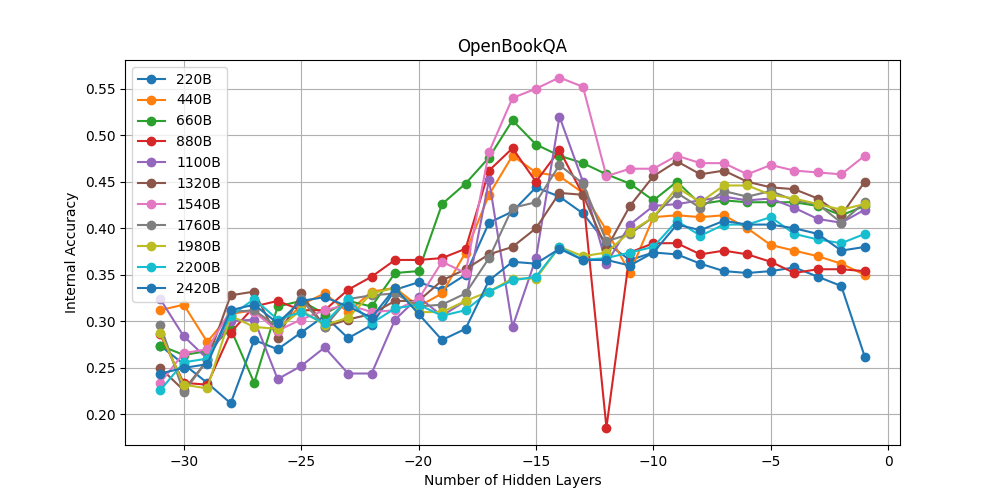 OpenBookQA
Internal Accuracy
0.55
0.50
0.45
0.40
0.35
0.30
0.25
0.20
220B
440B
660B
880B
1100B
1320B
1540B
1760B
1980B
2200B
2420B
−30
−25
−20
−15
−10
−5
0
Number of Hidden Layers